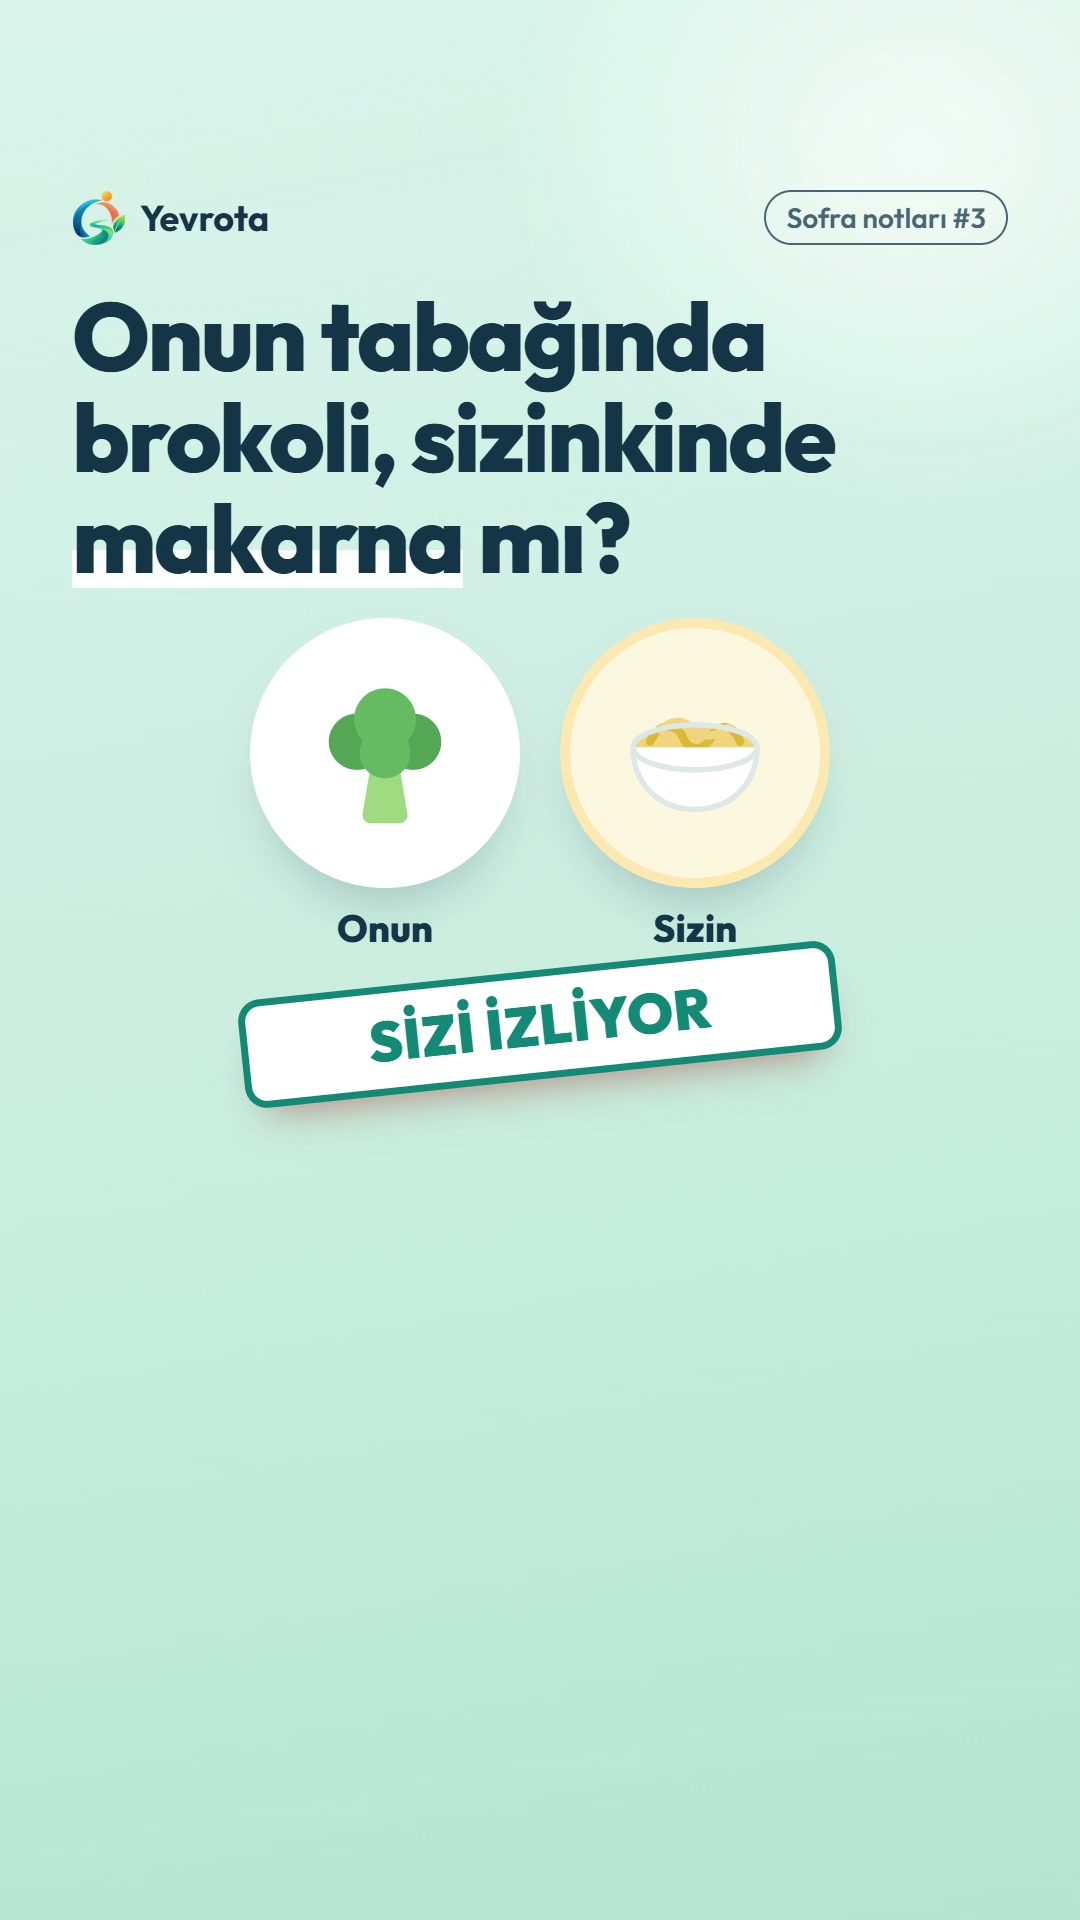 Yevrota
Sofra notları #3
Onun tabağında
brokoli, sizinkinde
makarna mı?
Onun
Sizin
SİZİ İZLİYOR